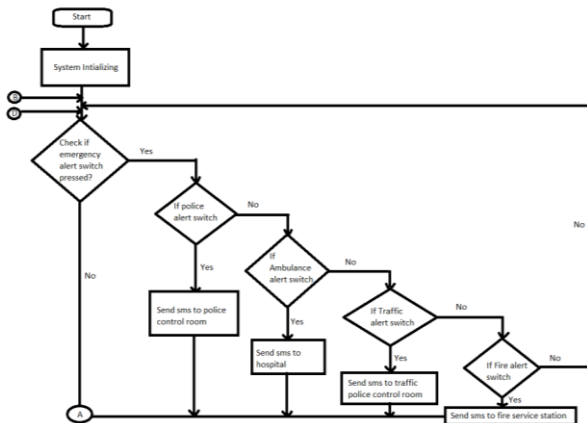 Start
System Intializing
B
D
Check if
emergency
alert switch
pressed?
Yes
No
If police
alert switch
No
Yes
If
Ambulance
alert switch
No
Yes
If Traffic
alert switch
No
Yes
If Fire alert
switch
No
Yes
Send sms to police
control room
Send sms to
hospital
Send sms to traffic
police control room
Send sms to fire service station
A